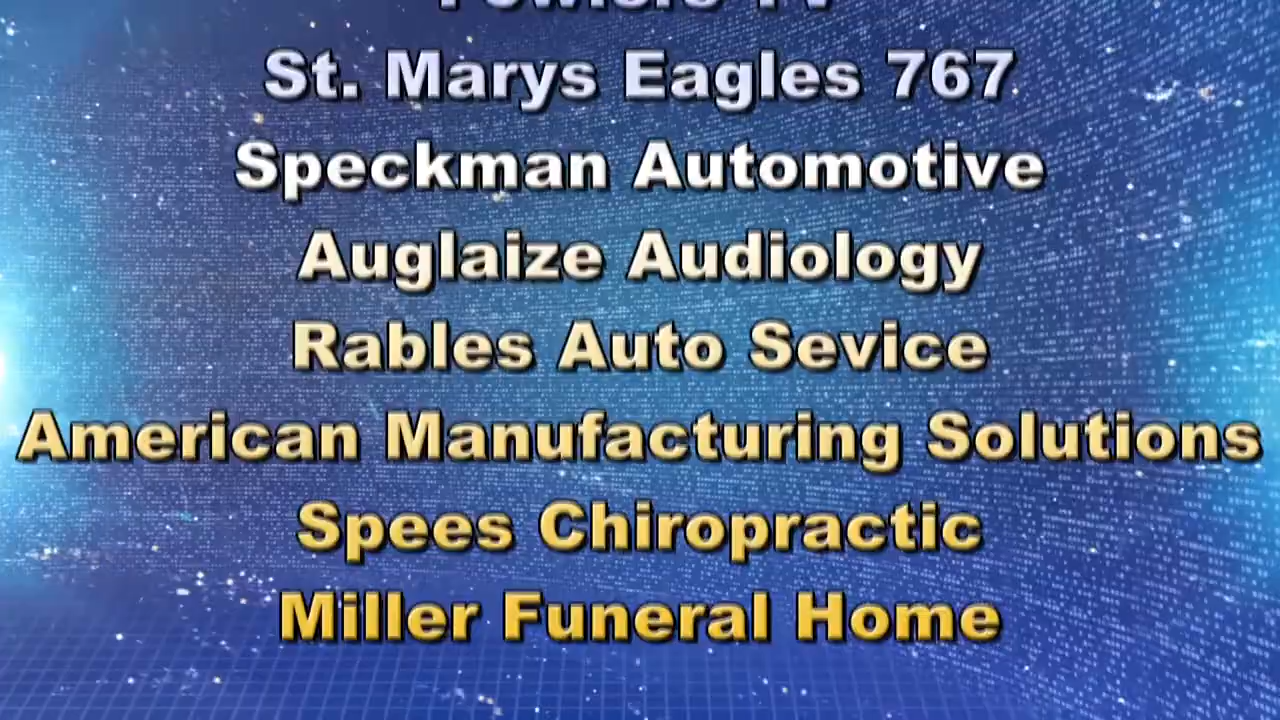 St. Marys Eagles 767
Speckman Automotive
Auglaize Audiology
Rables Auto Sevice
American Manufacturing Solutions
Spees Chiropractic
Miller Funeral Home